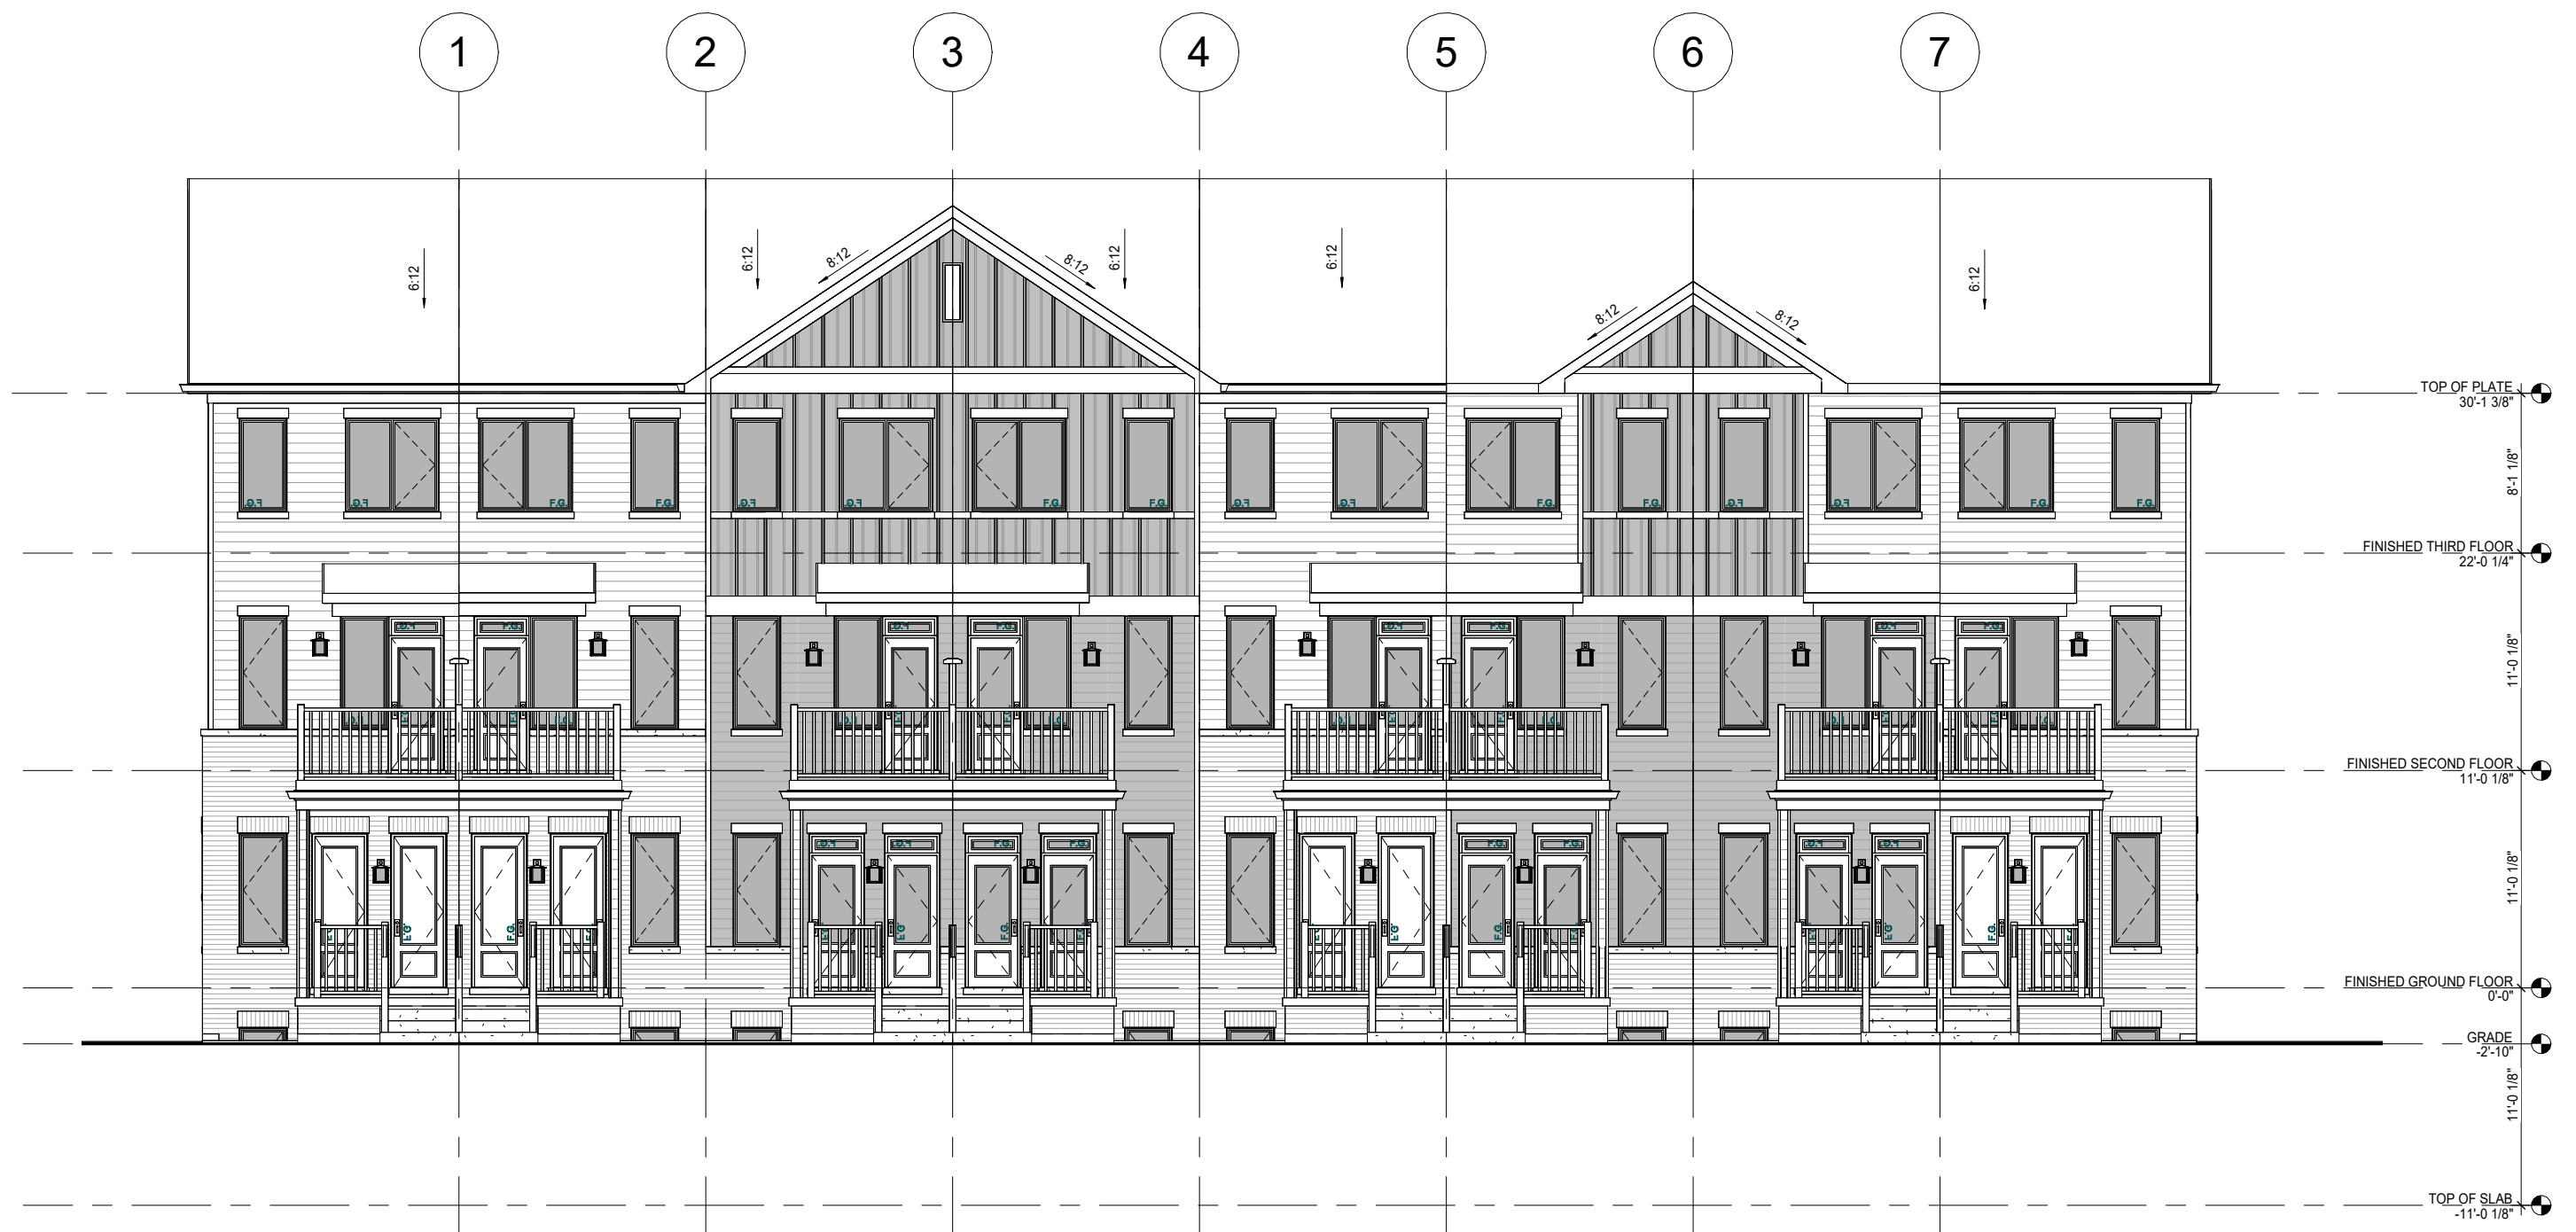 1 2 3 4 5 6 7
6:12 6:12 8:12 8:12 6:12 6:12 8:12 8:12 6:12
TOP OF PLATE
30'-1 3/8"
8'-1 1/8"
F.G. F.G. F.G. F.G. F.G. F.G. F.G. F.G. F.G. F.G. F.G. F.G. F.G. F.G. F.G. F.G.
FINISHED THIRD FLOOR
22'-0 1/4"
F.G. F.G. F.G. F.G. F.G. F.G. F.G. F.G.
11'-0 1/8"
F.G. F.G. F.G. F.G. F.G. F.G. F.G. F.G.
FINISHED SECOND FLOOR
11'-0 1/8"
F.G. F.G. F.G. F.G. F.G. F.G. F.G. F.G.
11'-0 1/8"
F.G. F.G. F.G. F.G. F.G. F.G. F.G. F.G. F.G. F.G. F.G. F.G. F.G. F.G. F.G. F.G.
FINISHED GROUND FLOOR
0'-0"
GRADE
-2'-10"
11'-0 1/8"
TOP OF SLAB
-11'-0 1/8"